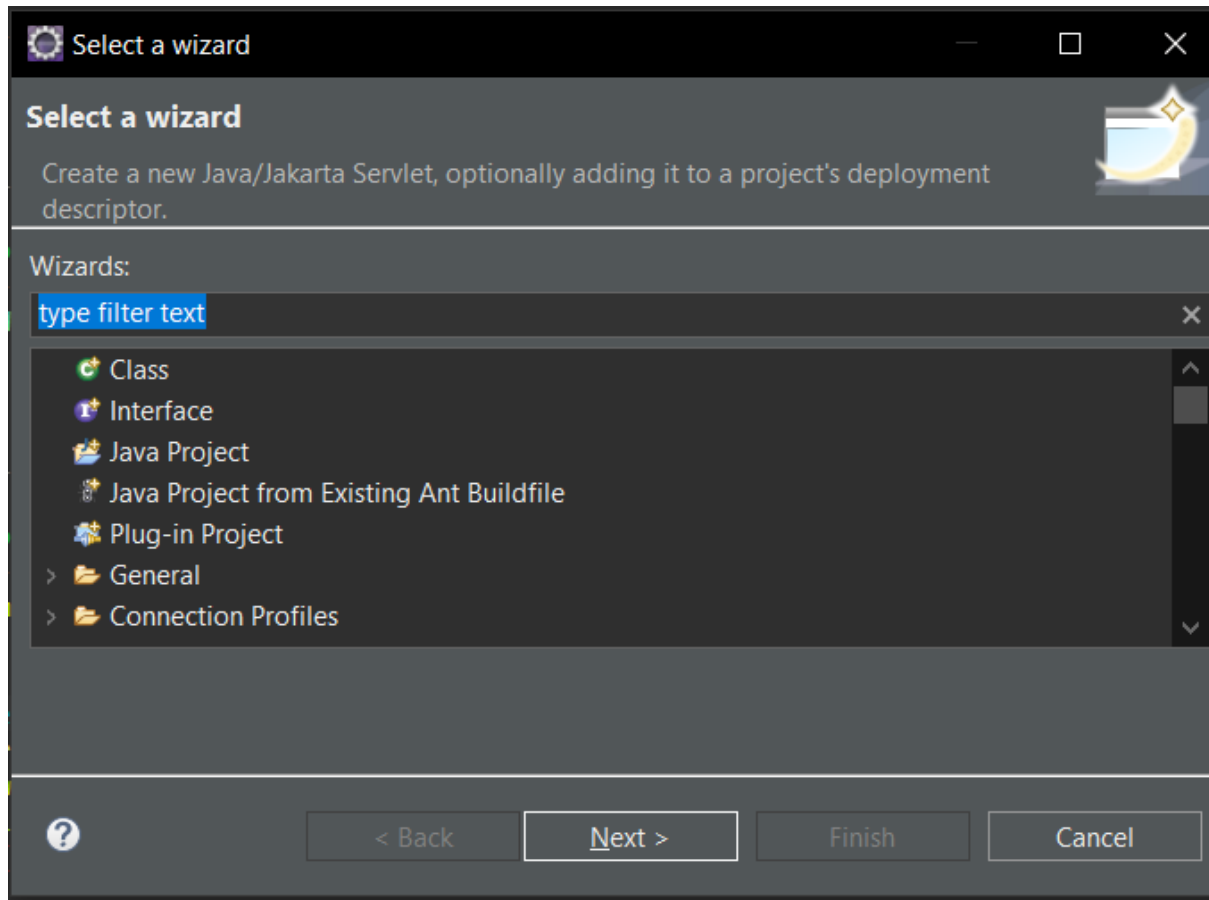 Select a wizard
Select a wizard
Create a new Java/Jakarta Servlet, optionally adding it to a project's deployment
descriptor.
Wizards:
type filter text
Class
Interface
Java Project
Java Project from Existing Ant Buildfile
Plug-in Project
General
Connection Profiles
< Back Next > Finish Cancel